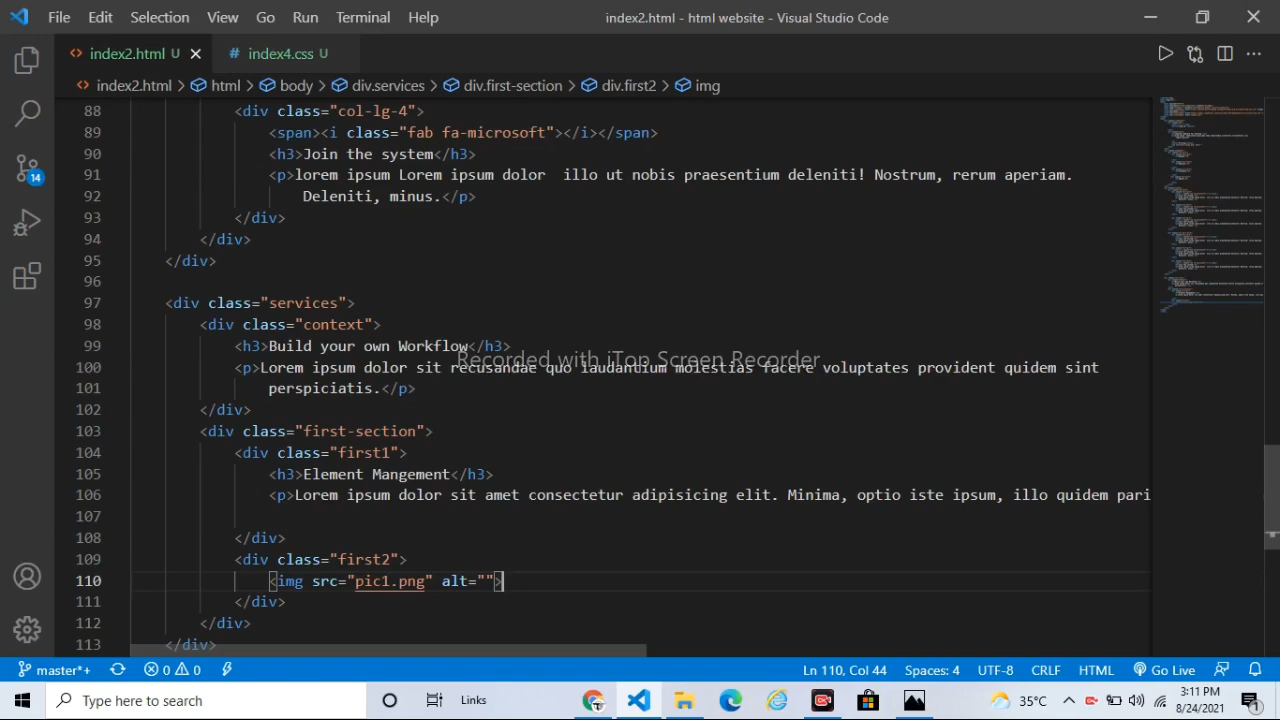 File Edit Selection View Go Run Terminal Help index2.html - html website - Visual Studio Code
index2.html U # index4.css U
index2.html > html > body > div.services > div.first-section > div.first2 > img
88 <div class="col-lg-4">
89 <span><i class="fab fa-microsoft"></i></span>
90 <h3>Join the system</h3>
91 <p>lorem ipsum Lorem ipsum dolor  illo ut nobis praesentium deleniti! Nostrum, rerum aperiam.
92 Deleniti, minus.</p>
93 </div>
94 </div>
95 </div>
96
97 <div class="services">
98 <div class="context">
99 <h3>Build your own Workflow</h3>
Recorded with iTop Screen Recorder
100 <p>Lorem ipsum dolor sit recusandae quo laudantium molestias facere voluptates provident quidem sint
101 perspiciatis.</p>
102 </div>
103 <div class="first-section">
104 <div class="first1">
105 <h3>Element Mangement</h3>
106 <p>Lorem ipsum dolor sit amet consectetur adipisicing elit. Minima, optio iste ipsum, illo quidem pari
107
108 </div>
109 <div class="first2">
110 <img src="pic1.png" alt="">
111 </div>
112 </div>
113 </div>
14
master*+ 0 0 Ln 110, Col 44 Spaces: 4 UTF-8 CRLF HTML Go Live
Type here to search Links 35°C 3:11 PM
8/24/2021 1